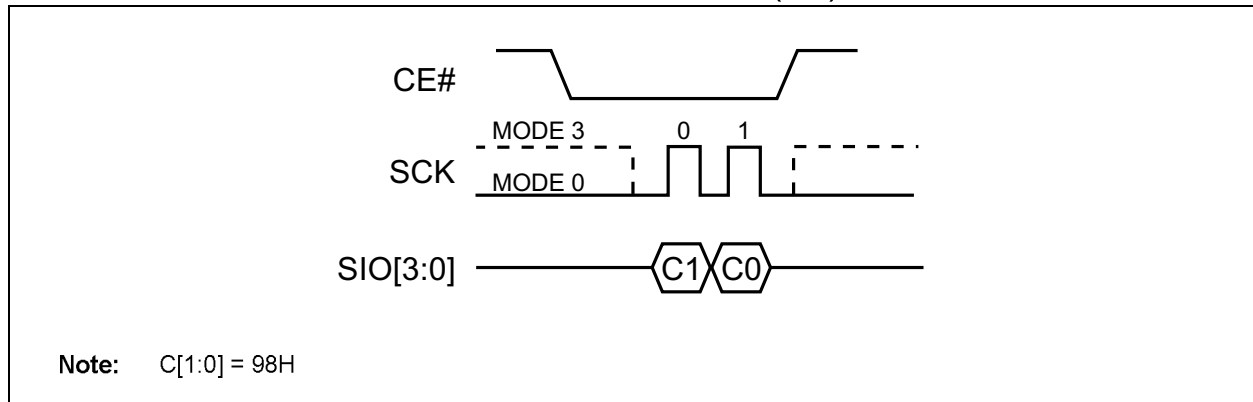 CE#
MODE 3 0 1
SCK
MODE 0
SIO[3:0] C1 C0
Note: C[1:0] = 98H